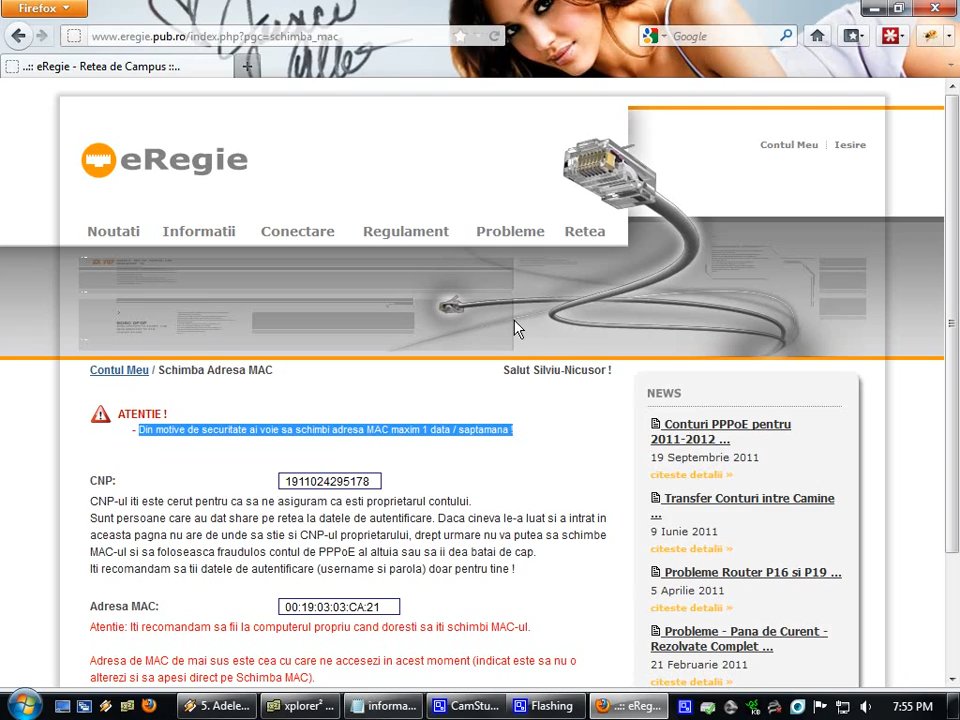 Firefox
www.eregie.pub.ro/index.php?pgc=schimba_mac
Google
..:: eRegie - Retea de Campus ::..
eRegie
Contul Meu | Iesire
Noutati Informatii Conectare Regulament Probleme Retea
Contul Meu / Schimba Adresa MAC
Salut Silviu-Nicusor !
ATENTIE !
- Din motive de securitate ai voie sa schimbi adresa MAC maxim 1 data / saptamana !
CNP: 1911024295178
CNP-ul iti este cerut pentru ca sa ne asiguram ca esti proprietarul contului.
Sunt persoane care au dat share pe retea la datele de autentificare. Daca cineva le-a luat si a intrat in
aceasta pagna nu are de unde sa stie si CNP-ul proprietarului, drept urmare nu va putea sa schimbe
MAC-ul si sa foloseasca fraudulos contul de PPPoE al altuia sau sa ii dea batai de cap.
Iti recomandam sa tii datele de autentificare (username si parola) doar pentru tine !
Adresa MAC: 00:19:03:03:CA:21
Atentie: Iti recomandam sa fii la computerul propriu cand doresti sa iti schimbi MAC-ul.
Adresa de MAC de mai sus este cea cu care ne accesezi in acest moment (indicat este sa nu o
alterezi si sa apesi direct pe Schimba MAC).
NEWS
Conturi PPPoE pentru
2011-2012 ...
19 Septembrie 2011
citeste detalii »
Transfer Conturi intre Camine
...
9 Iunie 2011
citeste detalii »
Probleme Router P16 si P19 ...
5 Aprilie 2011
citeste detalii »
Probleme - Pana de Curent -
Rezolvate Complet ...
21 Februarie 2011
citeste detalii »
5. Adele...
xplorer² ...
informa...
CamStu...
Flashing
..:: eReg...
7:55 PM